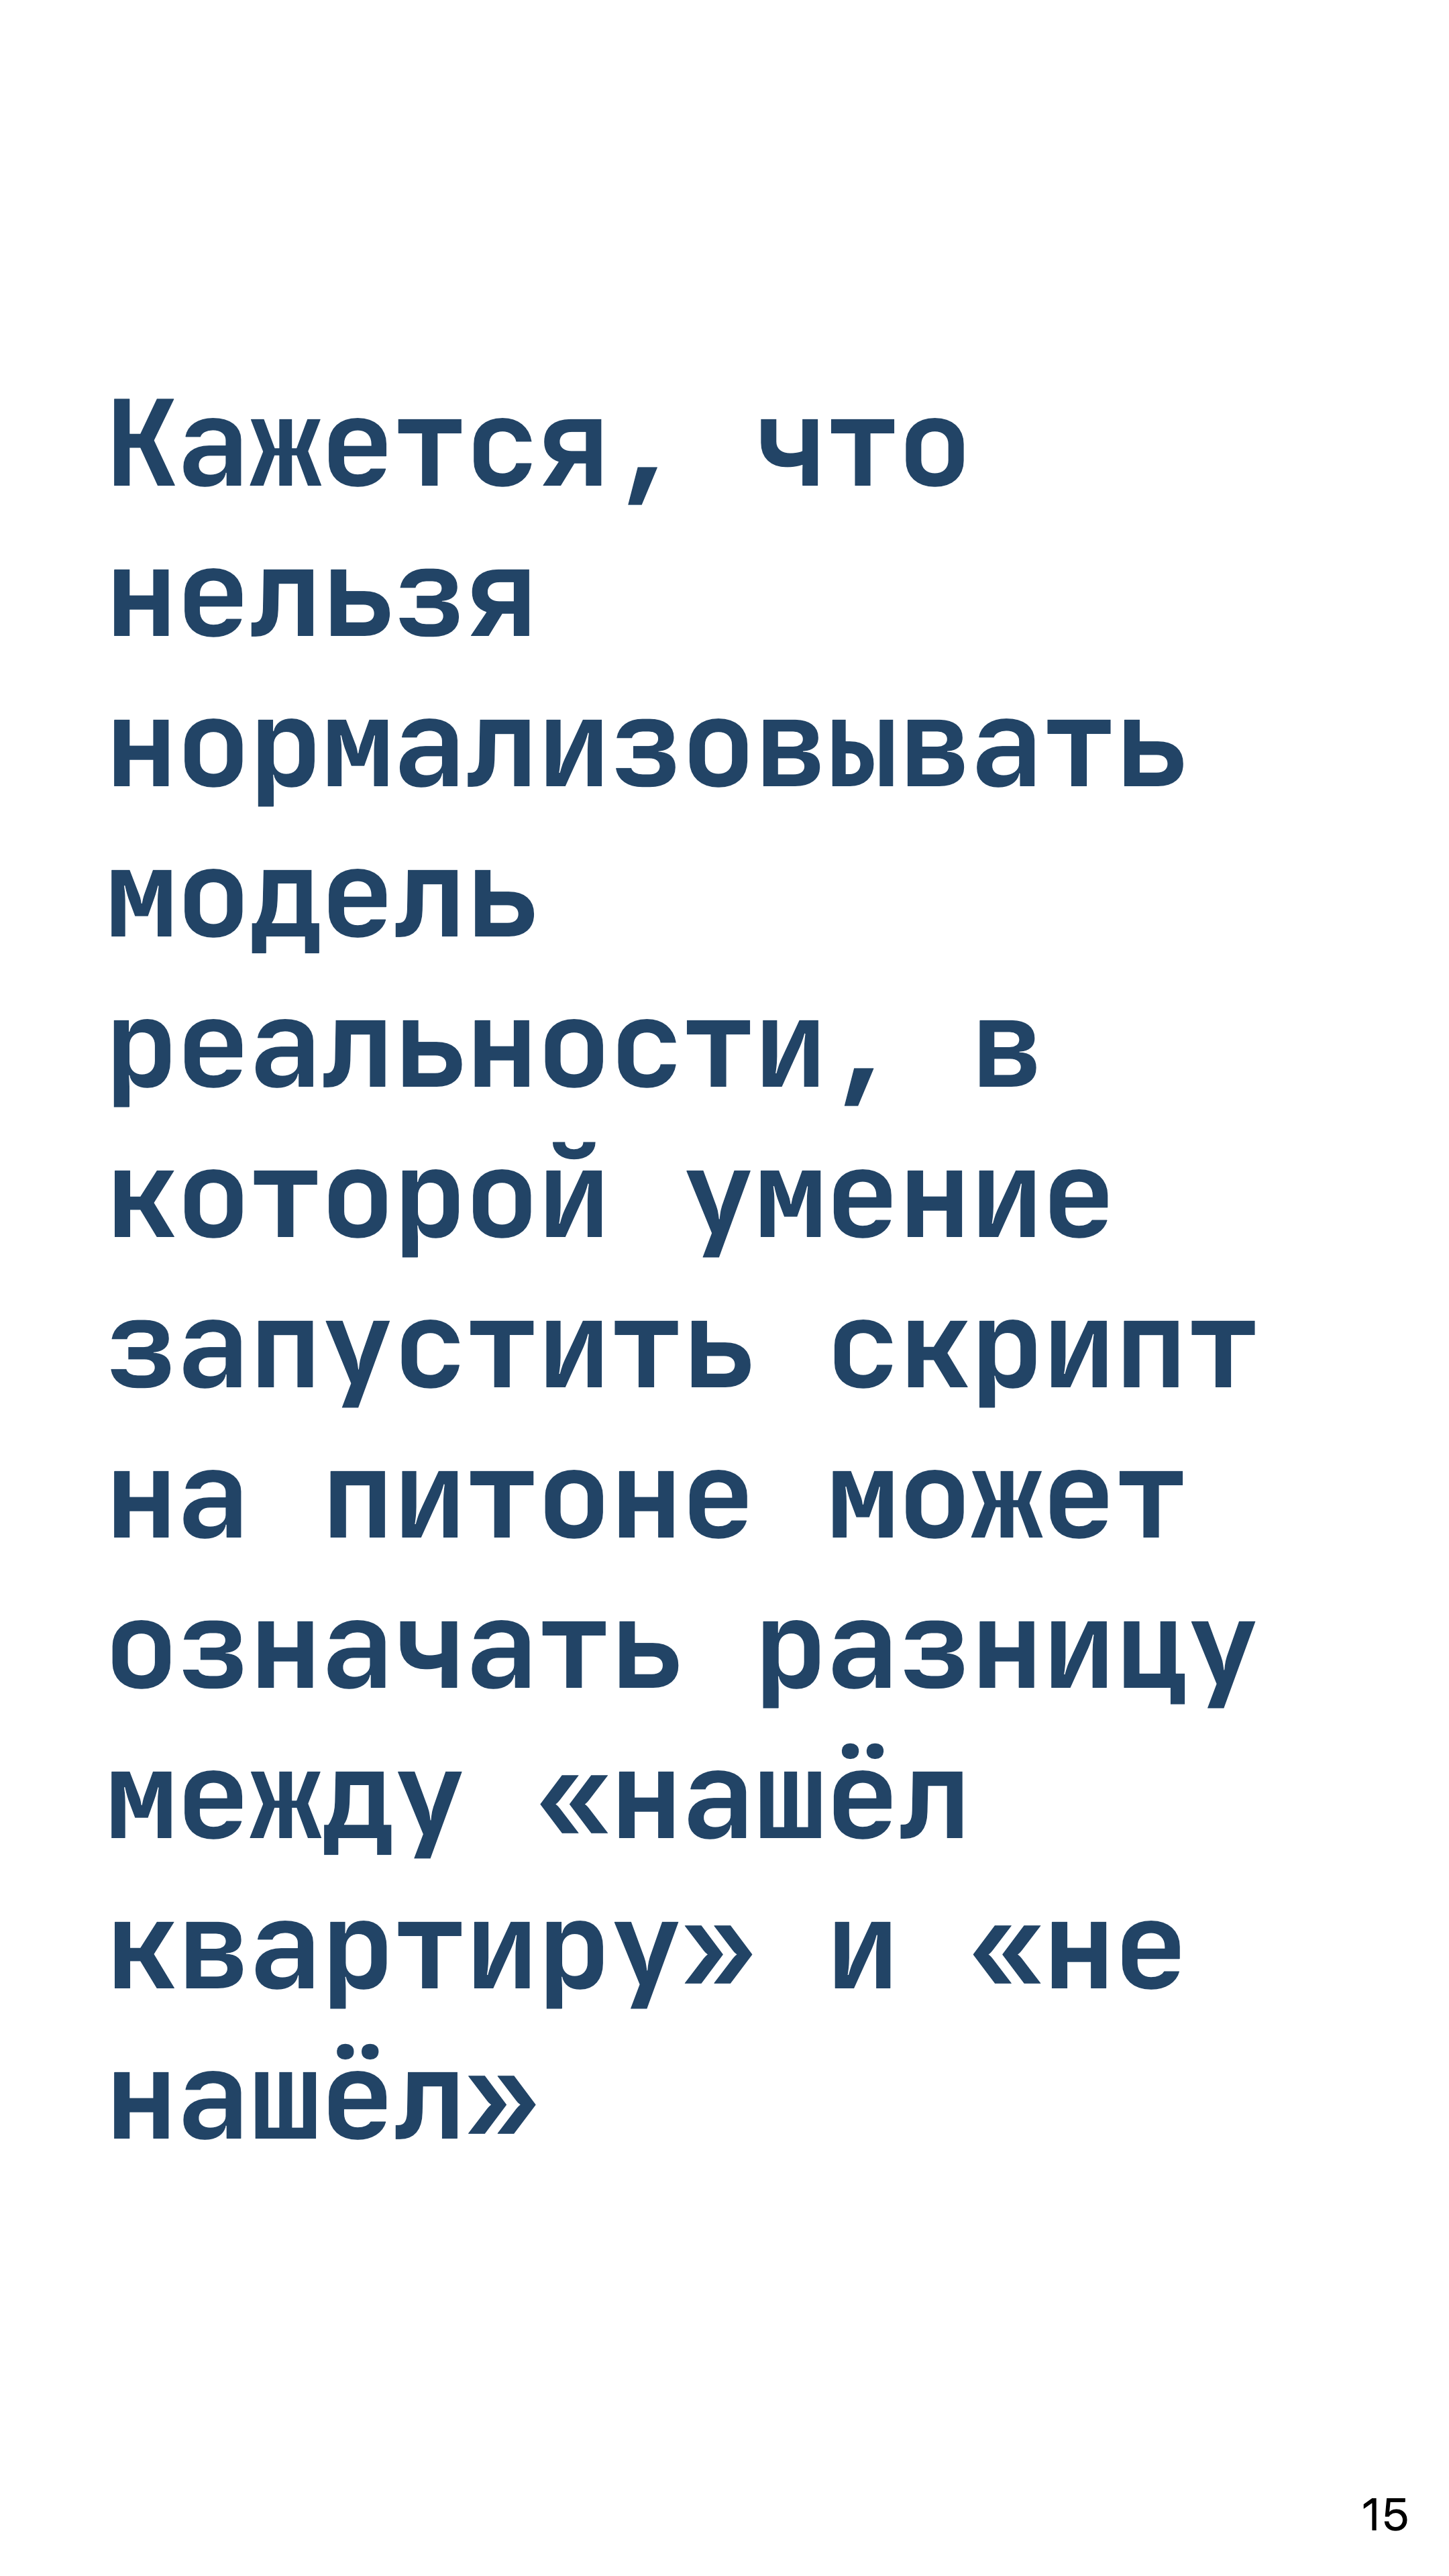 Кажется, что
нельзя
нормализовывать
модель
реальности, в
которой умение
запустить скрипт
на питоне может
означать разницу
между «нашёл
квартиру» и «не
нашёл»
15